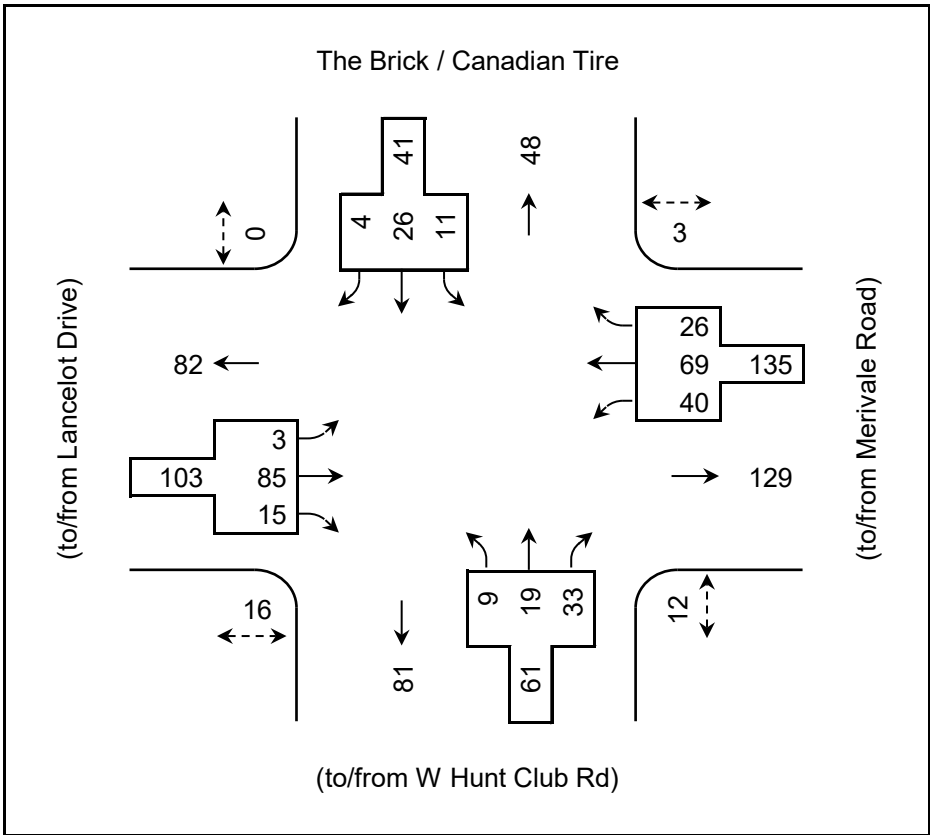 The Brick / Canadian Tire
41
48
4 26 11
0
3
(to/from Lancelot Drive)
(to/from Merivale Road)
26
82
69 135
40
3
103 85
129
15
9 19 33
16
12
81
61
(to/from W Hunt Club Rd)